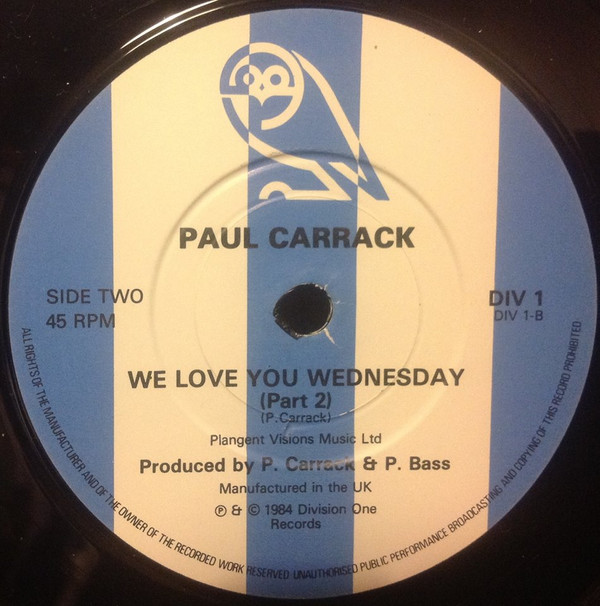 PAUL CARRACK
SIDE TWO
45 RPM
DIV 1
DIV 1-B
WE LOVE YOU WEDNESDAY
(Part 2)
(P.Carrack)
Plangent Visions Music Ltd
Produced by P. Carrack & P. Bass
Manufactured in the UK
℗ & © 1984 Division One
Records
ALL RIGHTS OF THE MANUFACTURER AND OF THE OWNER OF THE RECORDED WORK RESERVED UNAUTHORISED PUBLIC PERFORMANCE BROADCASTING AND COPYING OF THIS RECORD PROHIBITED